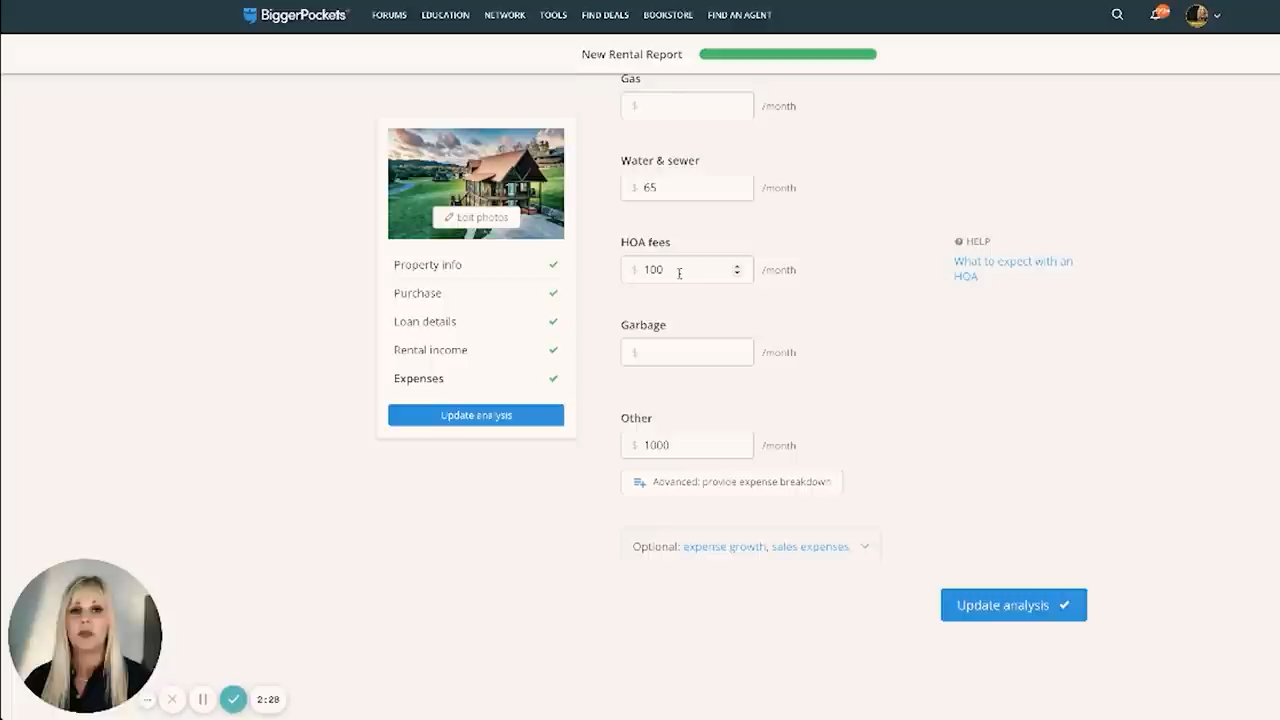 BiggerPockets
FORUMS EDUCATION NETWORK TOOLS FIND DEALS BOOKSTORE FIND AN AGENT
New Rental Report
Gas
$ /month
Water & sewer
$ 65 /month
HOA fees
$ 100 /month
HELP
What to expect with an
HOA
Garbage
$ /month
Other
$ 1000 /month
Advanced: provide expense breakdown
Optional: expense growth, sales expenses,
Update analysis
Edit photos
Property info
Purchase
Loan details
Rental income
Expenses
Update analysis
2:28